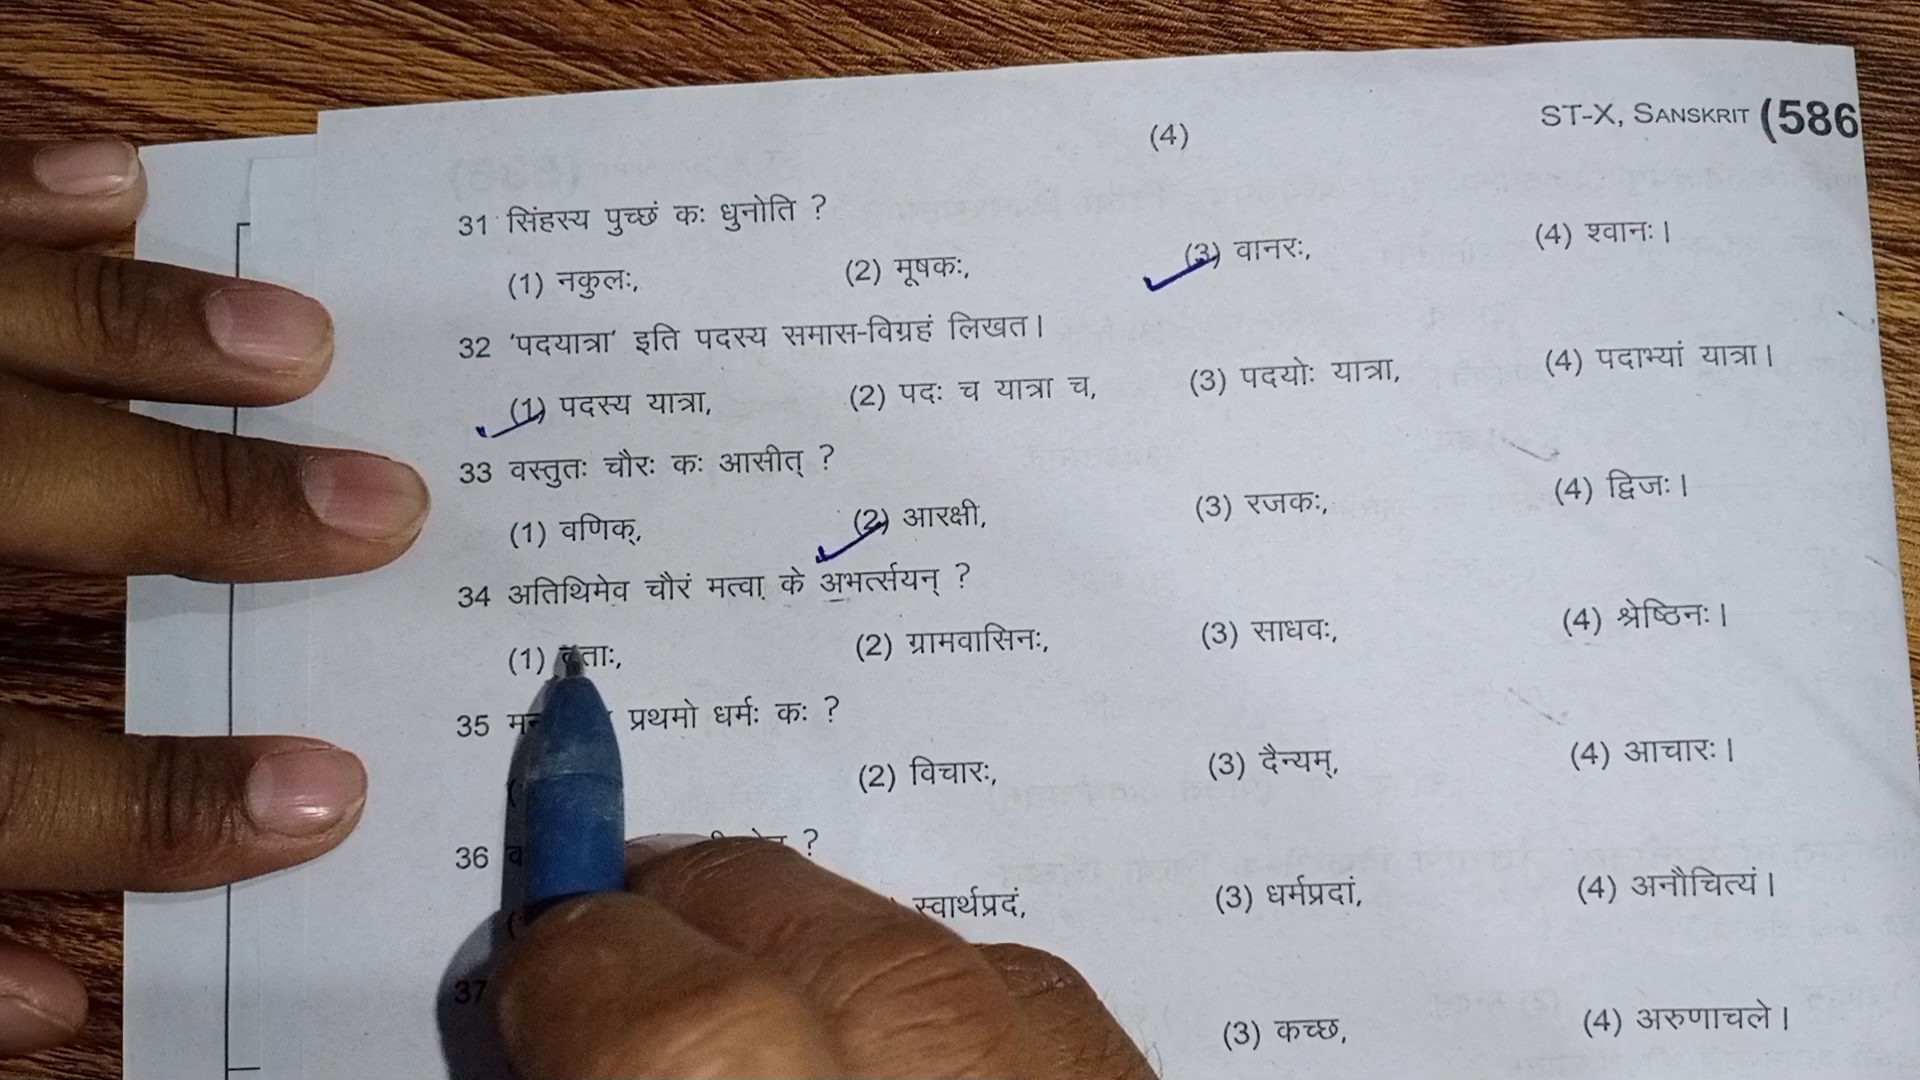 ST-X, SANSKRIT (586
(4)
31 सिंहस्य पुच्छं कः धुनोति ?
(1) नकुलः, (2) मूषकः, (3) वानरः, (4) श्वानः।
32 'पदयात्रा' इति पदस्य समास-विग्रहं लिखत।
(1) पदस्य यात्रा, (2) पदः च यात्रा च, (3) पदयोः यात्रा, (4) पदाभ्यां यात्रा।
33 वस्तुतः चौरः कः आसीत् ?
(1) वणिक्, (2) आरक्षी, (3) रजकः, (4) द्विजः।
34 अतिथिमेव चौरं मत्वा के अभर्त्सयन् ?
(1) (2) ग्रामवासिनः, (3) साधवः, (4) श्रेष्ठिनः।
35 प्रथमो धर्मः कः ?
(2) विचारः, (3) दैन्यम्, (4) आचारः।
36 ?
स्वार्थप्रदं, (3) धर्मप्रदां, (4) अनौचित्यं।
37
(3) कच्छ, (4) अरुणाचले।